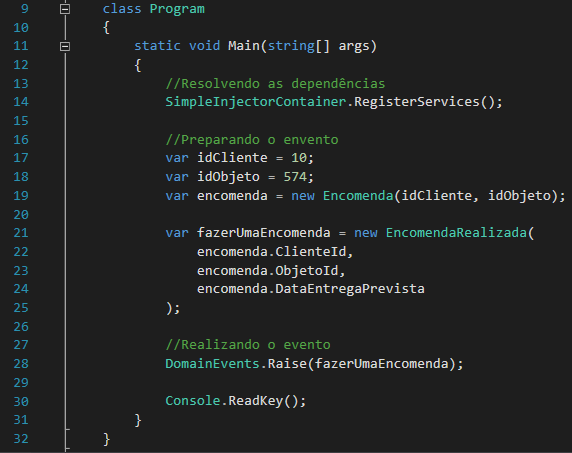 9 class Program
10 {
11 static void Main(string[] args)
12 {
13 //Resolvendo as dependências
14 SimpleInjectorContainer.RegisterServices();
15
16 //Preparando o envento
17 var idCliente = 10;
18 var idObjeto = 574;
19 var encomenda = new Encomenda(idCliente, idObjeto);
20
21 var fazerUmaEncomenda = new EncomendaRealizada(
22 encomenda.ClienteId,
23 encomenda.ObjetoId,
24 encomenda.DataEntregaPrevista
25 );
26
27 //Realizando o evento
28 DomainEvents.Raise(fazerUmaEncomenda);
29
30 Console.ReadKey();
31 }
32 }